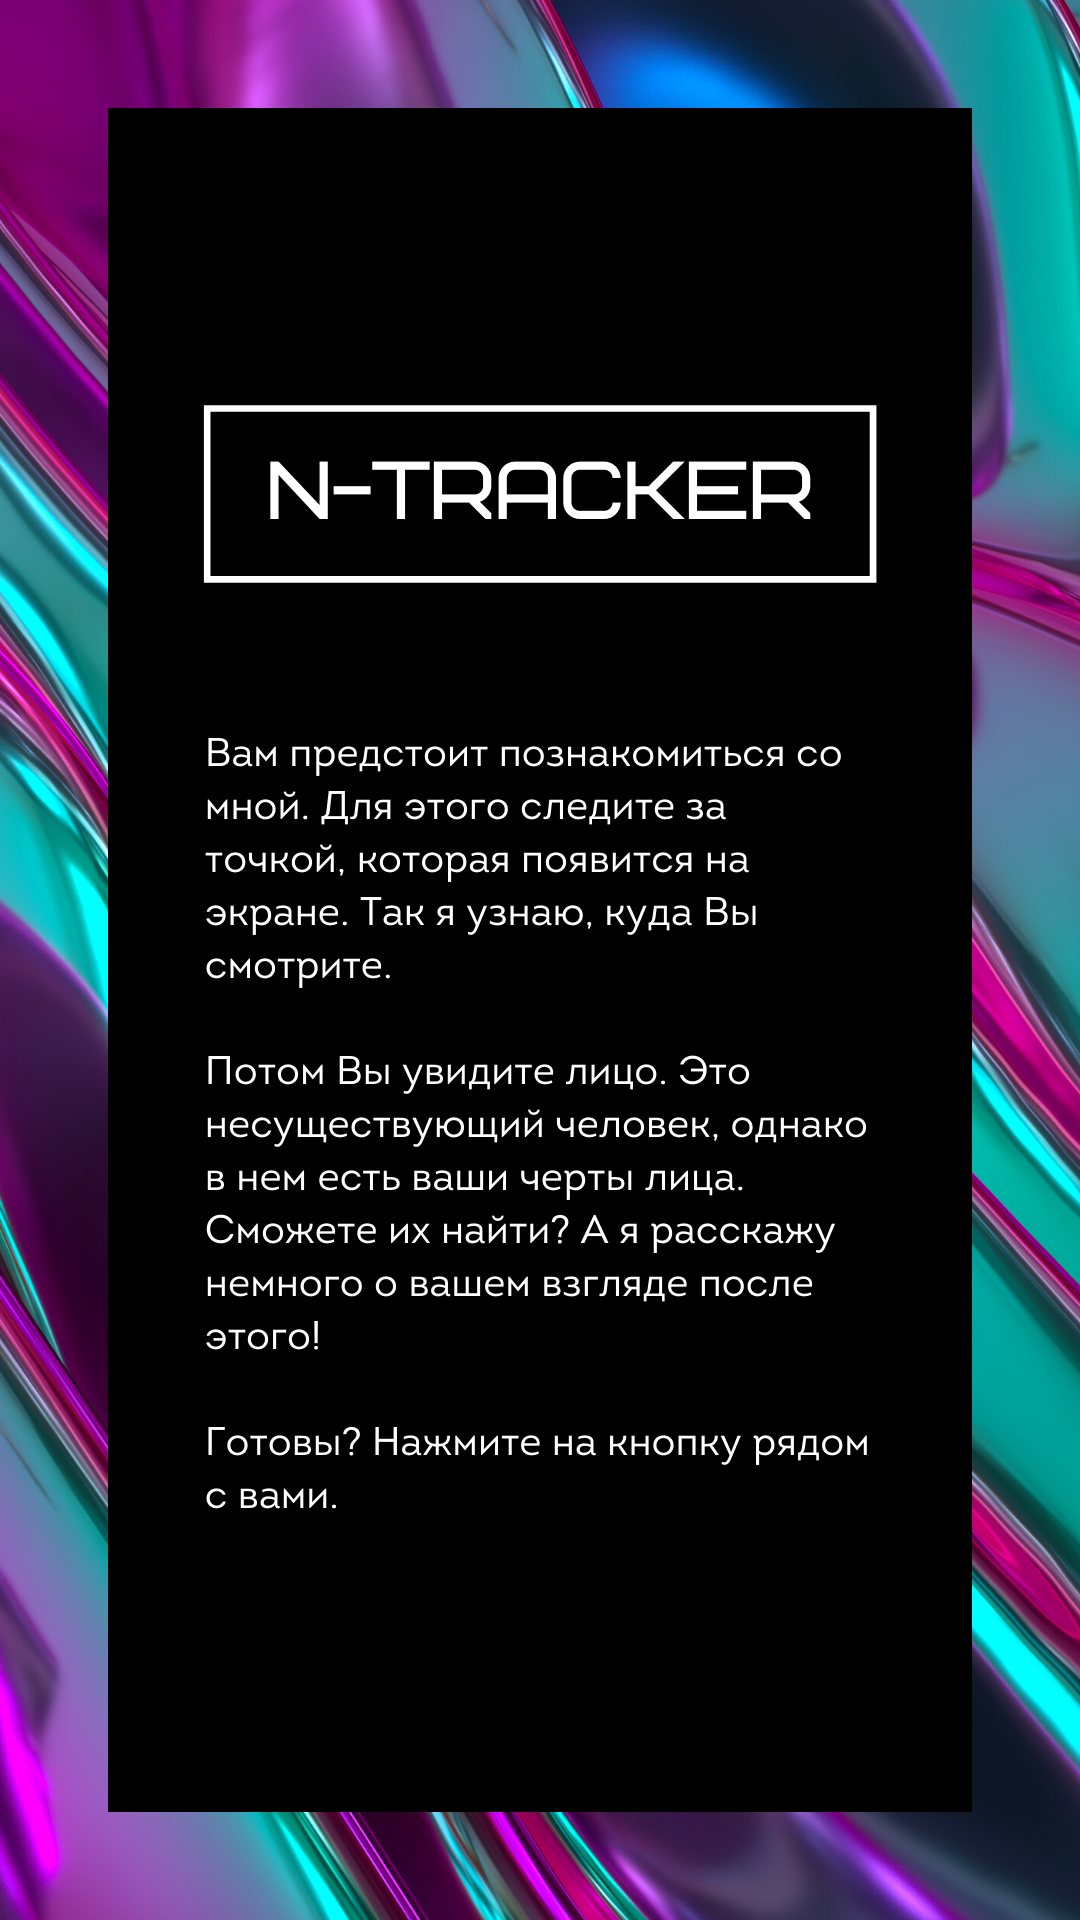 N-TRACKER
Вам предстоит познакомиться со
мной. Для этого следите за
точкой, которая появится на
экране. Так я узнаю, куда Вы
смотрите.
Потом Вы увидите лицо. Это
несуществующий человек, однако
в нем есть ваши черты лица.
Сможете их найти? А я расскажу
немного о вашем взгляде после
этого!
Готовы? Нажмите на кнопку рядом
с вами.